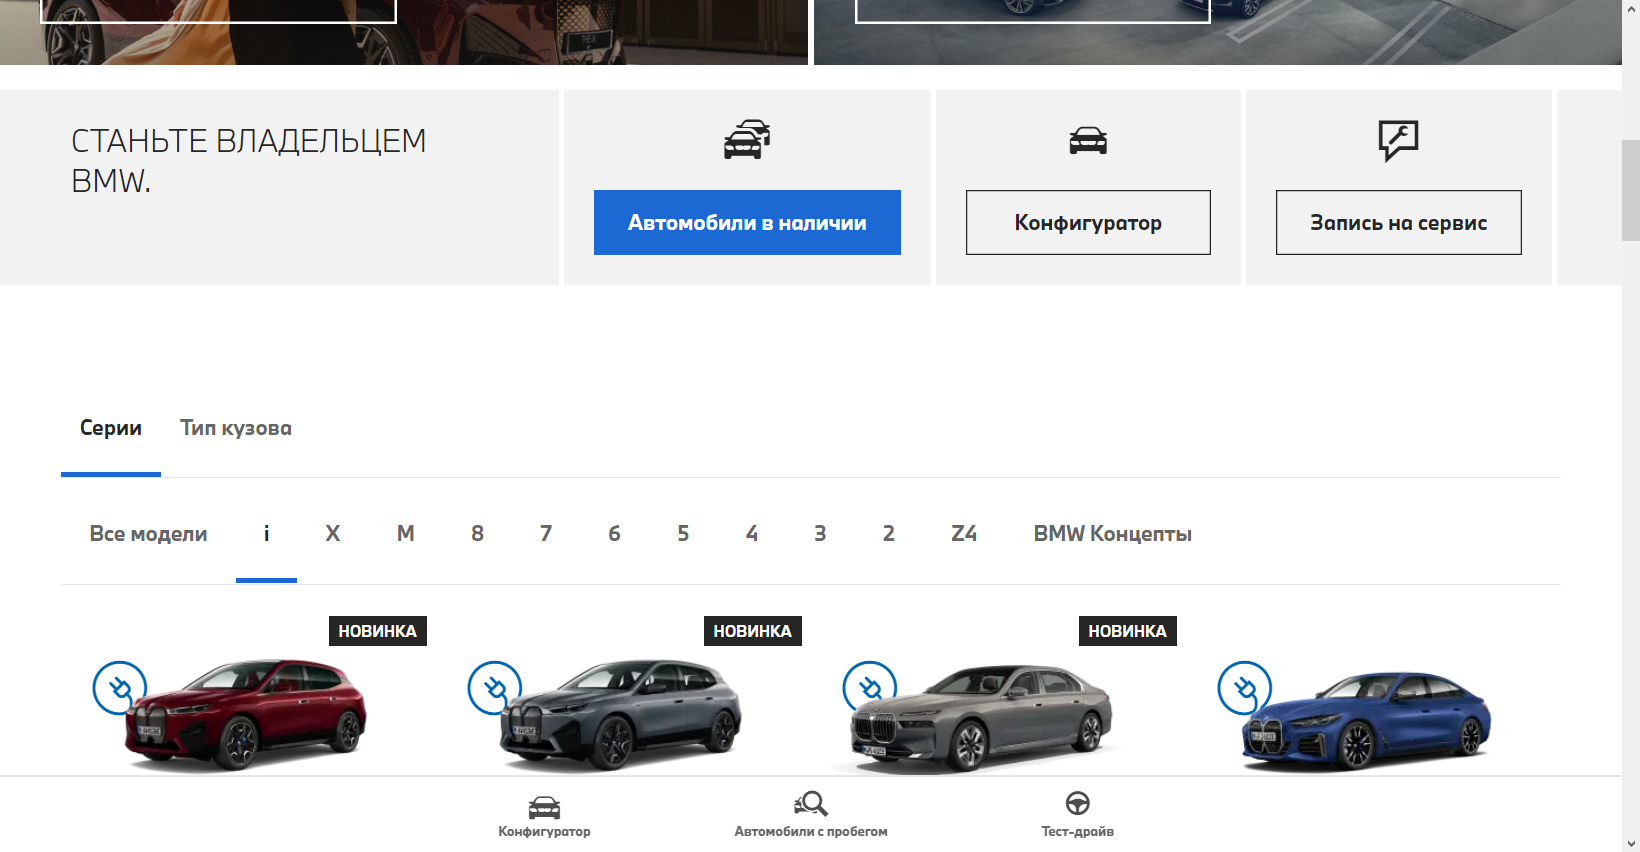 СТАНЬТЕ ВЛАДЕЛЬЦЕМ
BMW.
Автомобили в наличии
Конфигуратор
Запись на сервис
Серии
Тип кузова
Все модели
i
X
M
8
7
6
5
4
3
2
Z4
BMW Концепты
НОВИНКА
НОВИНКА
НОВИНКА
Конфигуратор
Автомобили с пробегом
Тест-драйв